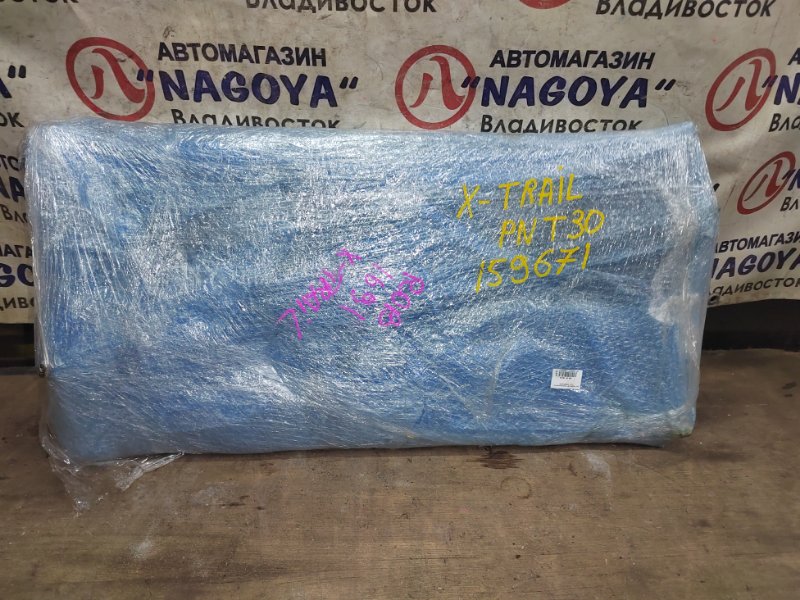 Владивосток
Владивосток
АВТОМАГАЗИН
"NAGOYA"
Владивосток
АВТОМАГАЗИН
"NAGOYA"
Владивосток
X-TRAIL
PNT30
159671